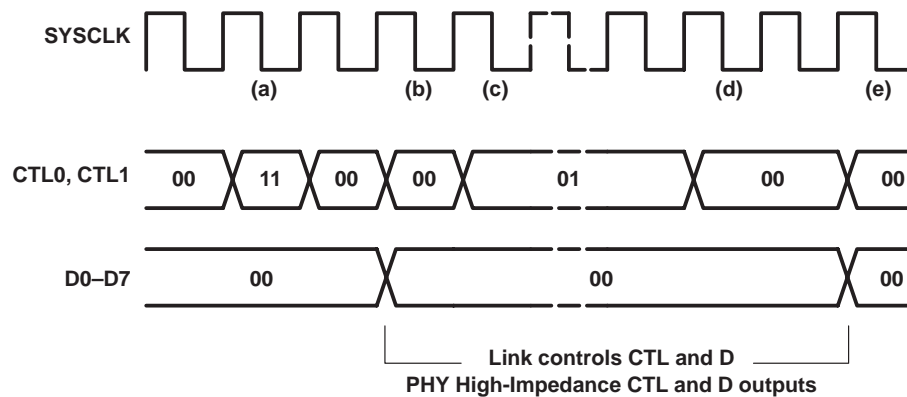 SYSCLK
(a) (b) (c) (d) (e)
CTL0, CTL1 00 11 00 00 01 00 00
D0–D7 00 00 00
Link controls CTL and D
PHY High-Impedance CTL and D outputs